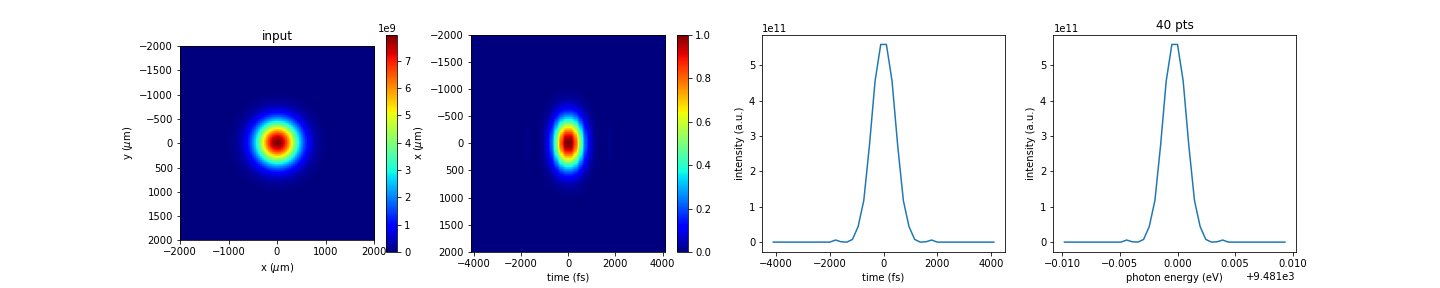 input
1e9
−2000
−1500
−1000
−500
0
500
1000
1500
2000
y (μm)
−2000 −1000 0 1000 2000
x (μm)
7
6
5
4
3
2
1
0
−2000
−1500
−1000
−500
0
500
1000
1500
2000
x (μm)
−4000 −2000 0 2000 4000
time (fs)
1.0
0.8
0.6
0.4
0.2
0.0
1e11
5
4
3
2
1
0
intensity (a.u.)
−4000 −2000 0 2000 4000
time (fs)
40 pts
1e11
5
4
3
2
1
0
intensity (a.u.)
−0.010 −0.005 0.000 0.005 0.010
photon energy (eV) +9.481e3